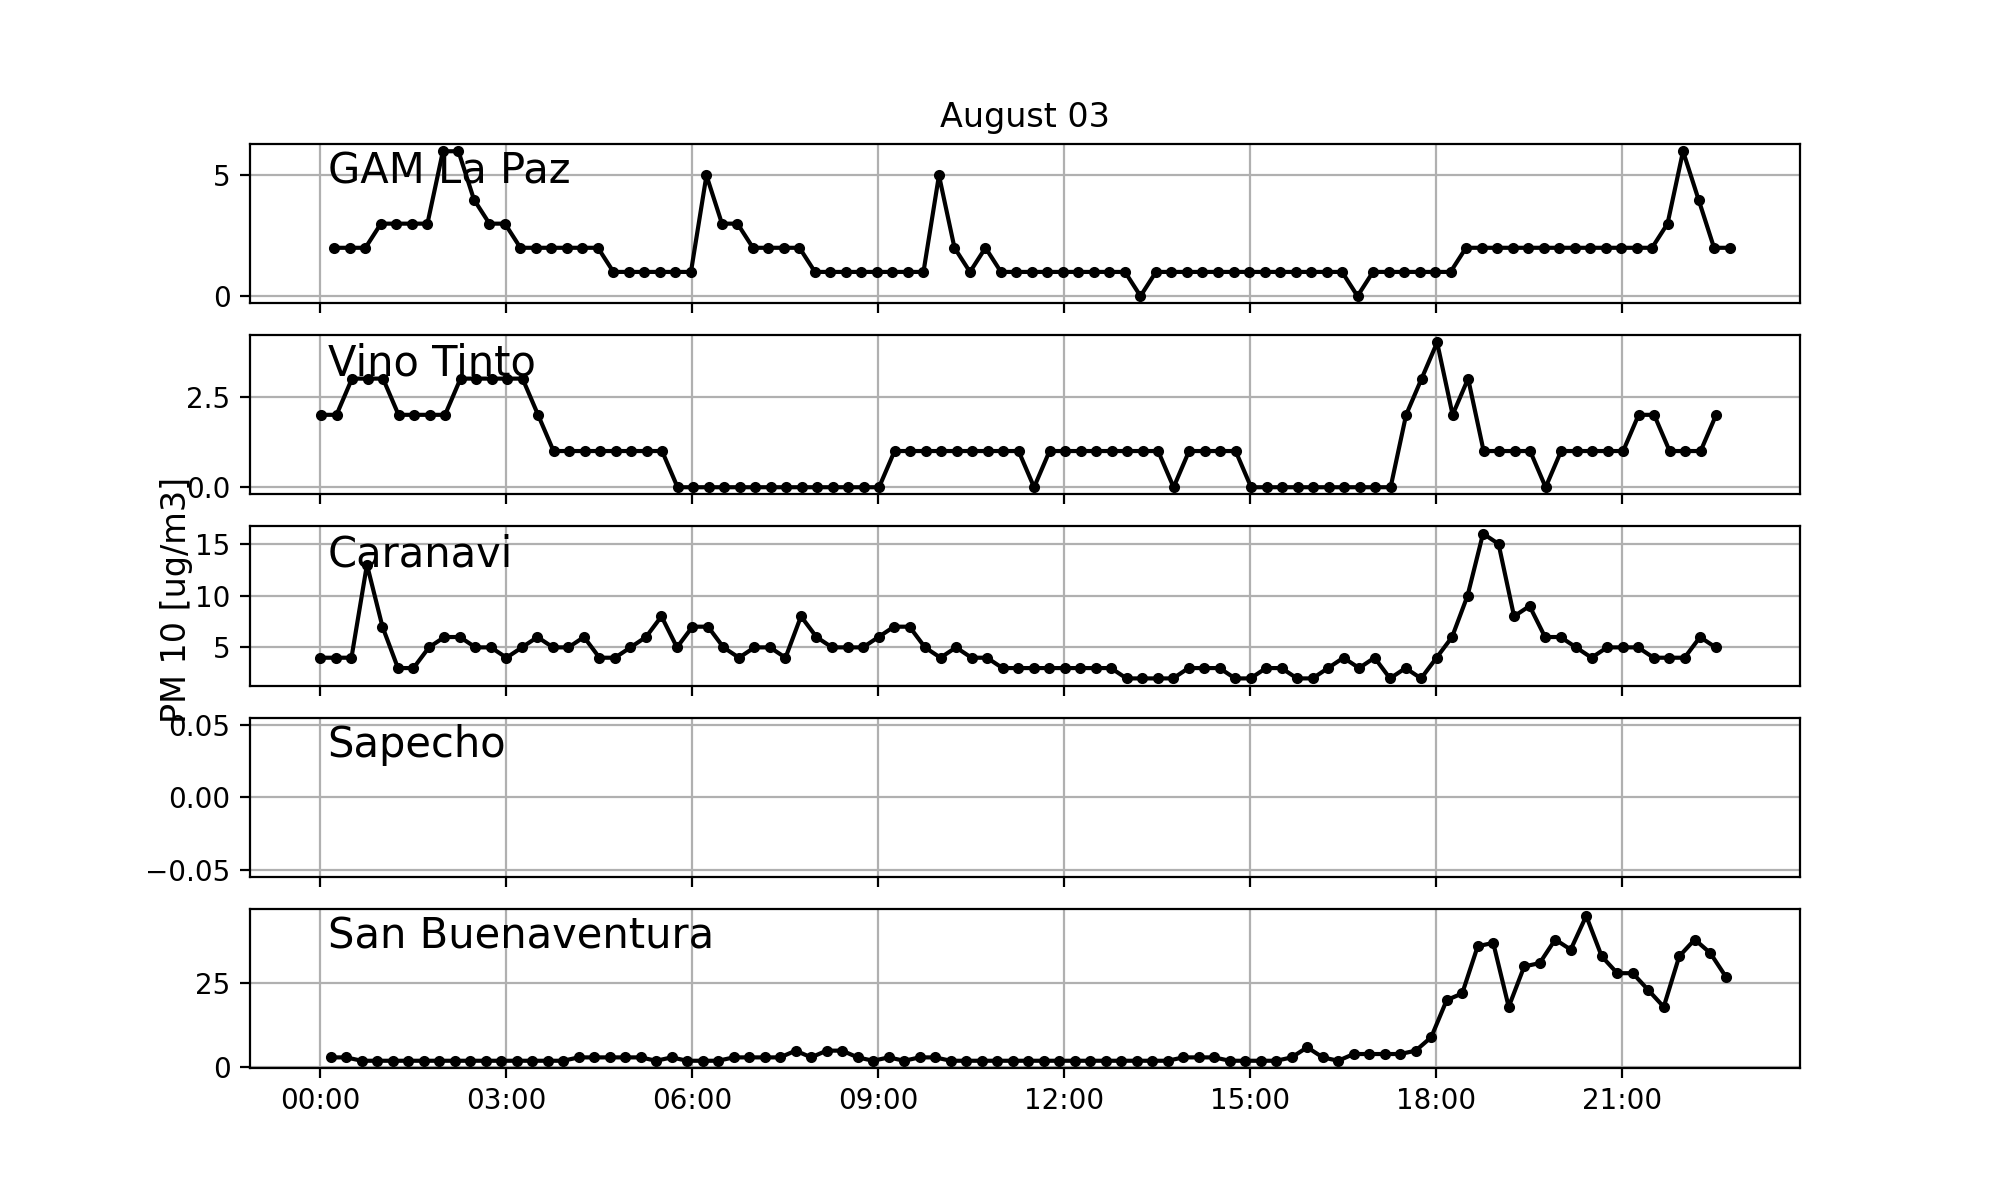 August 03
GAM La Paz
5
0
Vino Tinto
2.5
0.0
PM 10 [ug/m3]
Caranavi
15
10
5
Sapecho
0.05
0.00
−0.05
San Buenaventura
25
0
00:00 03:00 06:00 09:00 12:00 15:00 18:00 21:00